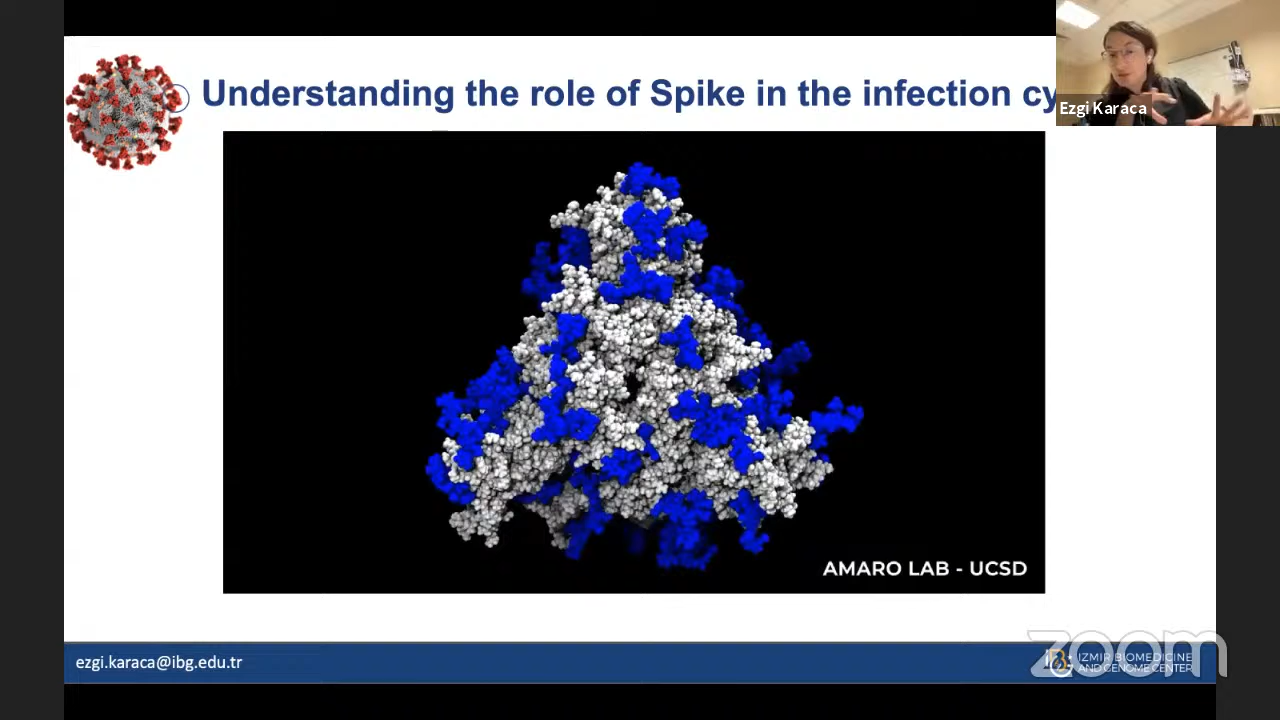 Understanding the role of Spike in the infection cy
Ezgi Karaca
AMARO LAB - UCSD
ezgi.karaca@ibg.edu.tr
IZMIR BIOMEDICINE
AND GENOME CENTER
zoom